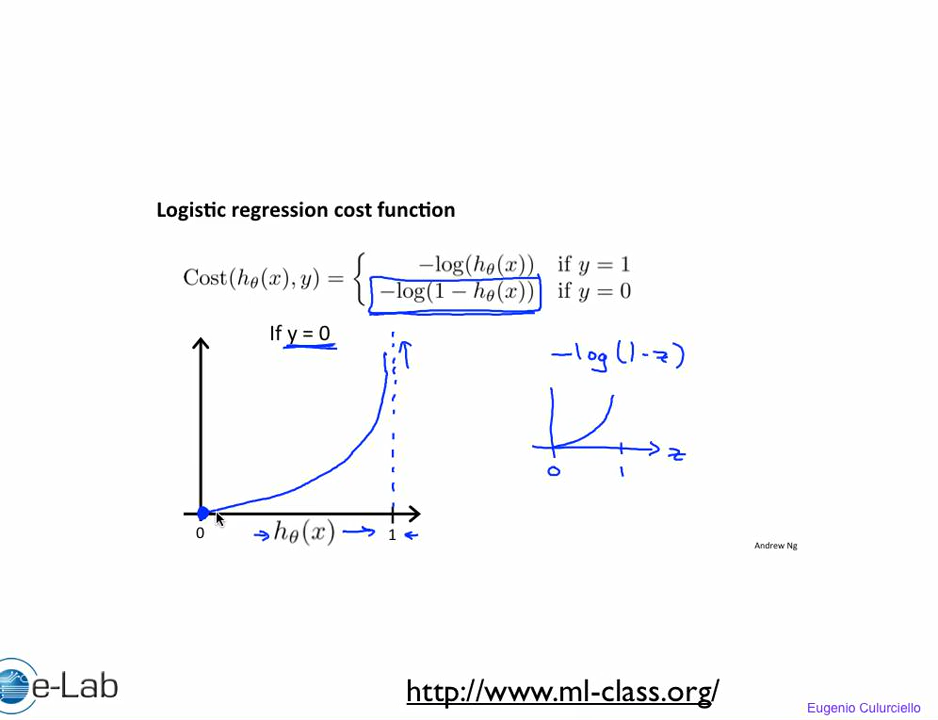 Logistic regression cost function
Cost(hθ(x), y) = { −log(hθ(x)) if y = 1
−log(1 − hθ(x)) if y = 0
If y = 0
−log(1-z)
z
0 1
0 → hθ(x) → 1 ←
Andrew Ng
e-Lab
http://www.ml-class.org/
Eugenio Culurciello